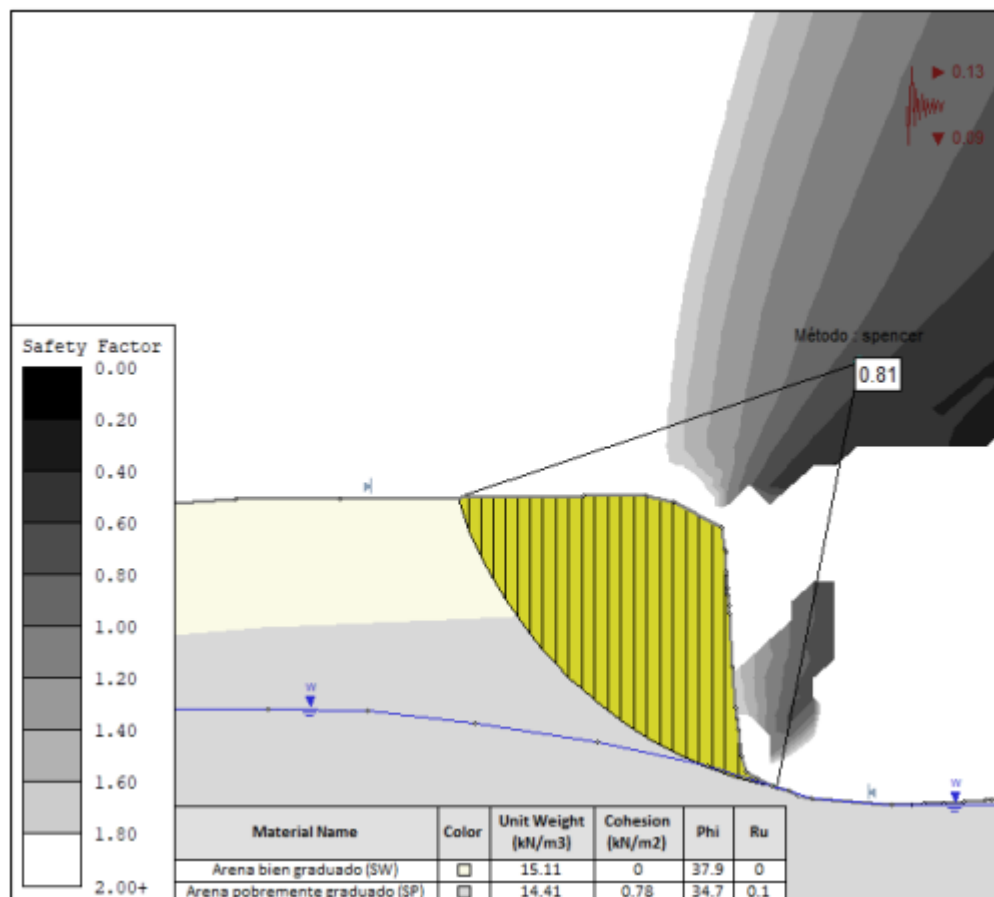 0.13
0.09
Método : spencer
0.81
Safety Factor
0.00
0.20
0.40
0.60
0.80
1.00
1.20
1.40
1.60
1.80
2.00+
W
W
Material Name Color Unit Weight (kN/m3) Cohesion (kN/m2) Phi Ru
Arena bien graduado (SW) 15.11 0 37.9 0
Arena pobremente graduado (SP) 14.41 0.78 34.7 0.1